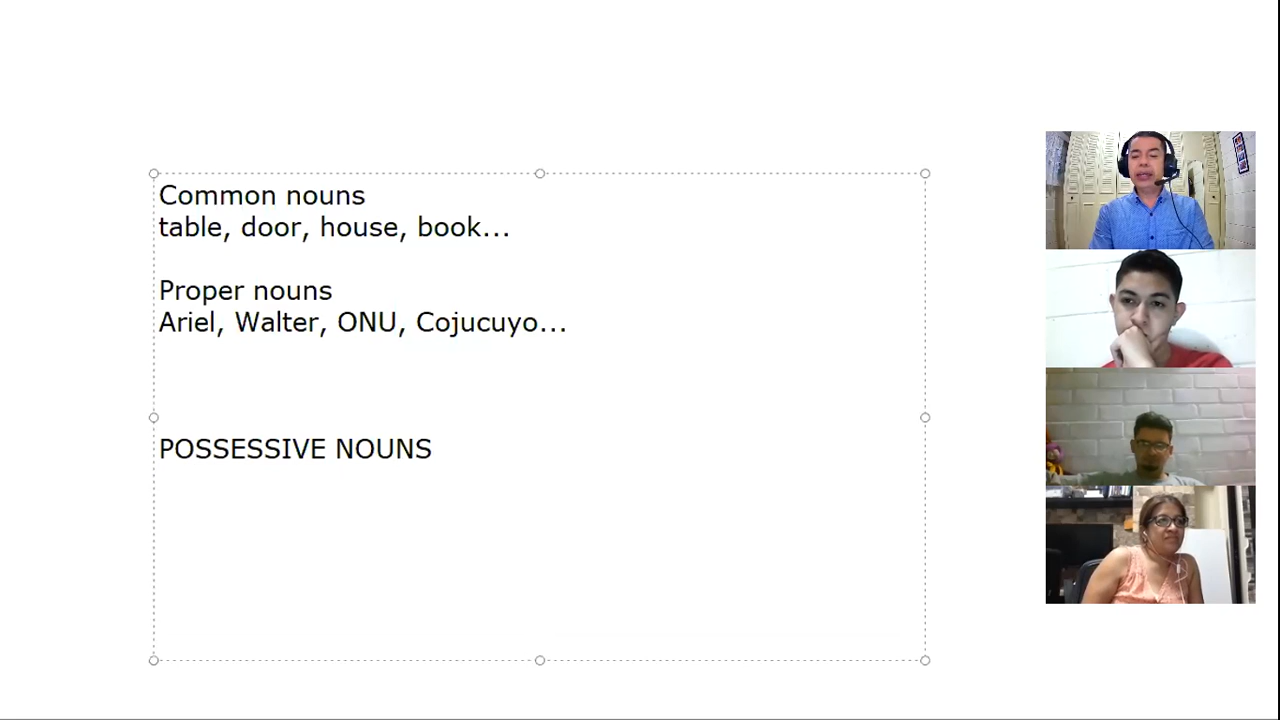 Common nouns
table, door, house, book...
Proper nouns
Ariel, Walter, ONU, Cojucuyo...
POSSESSIVE NOUNS